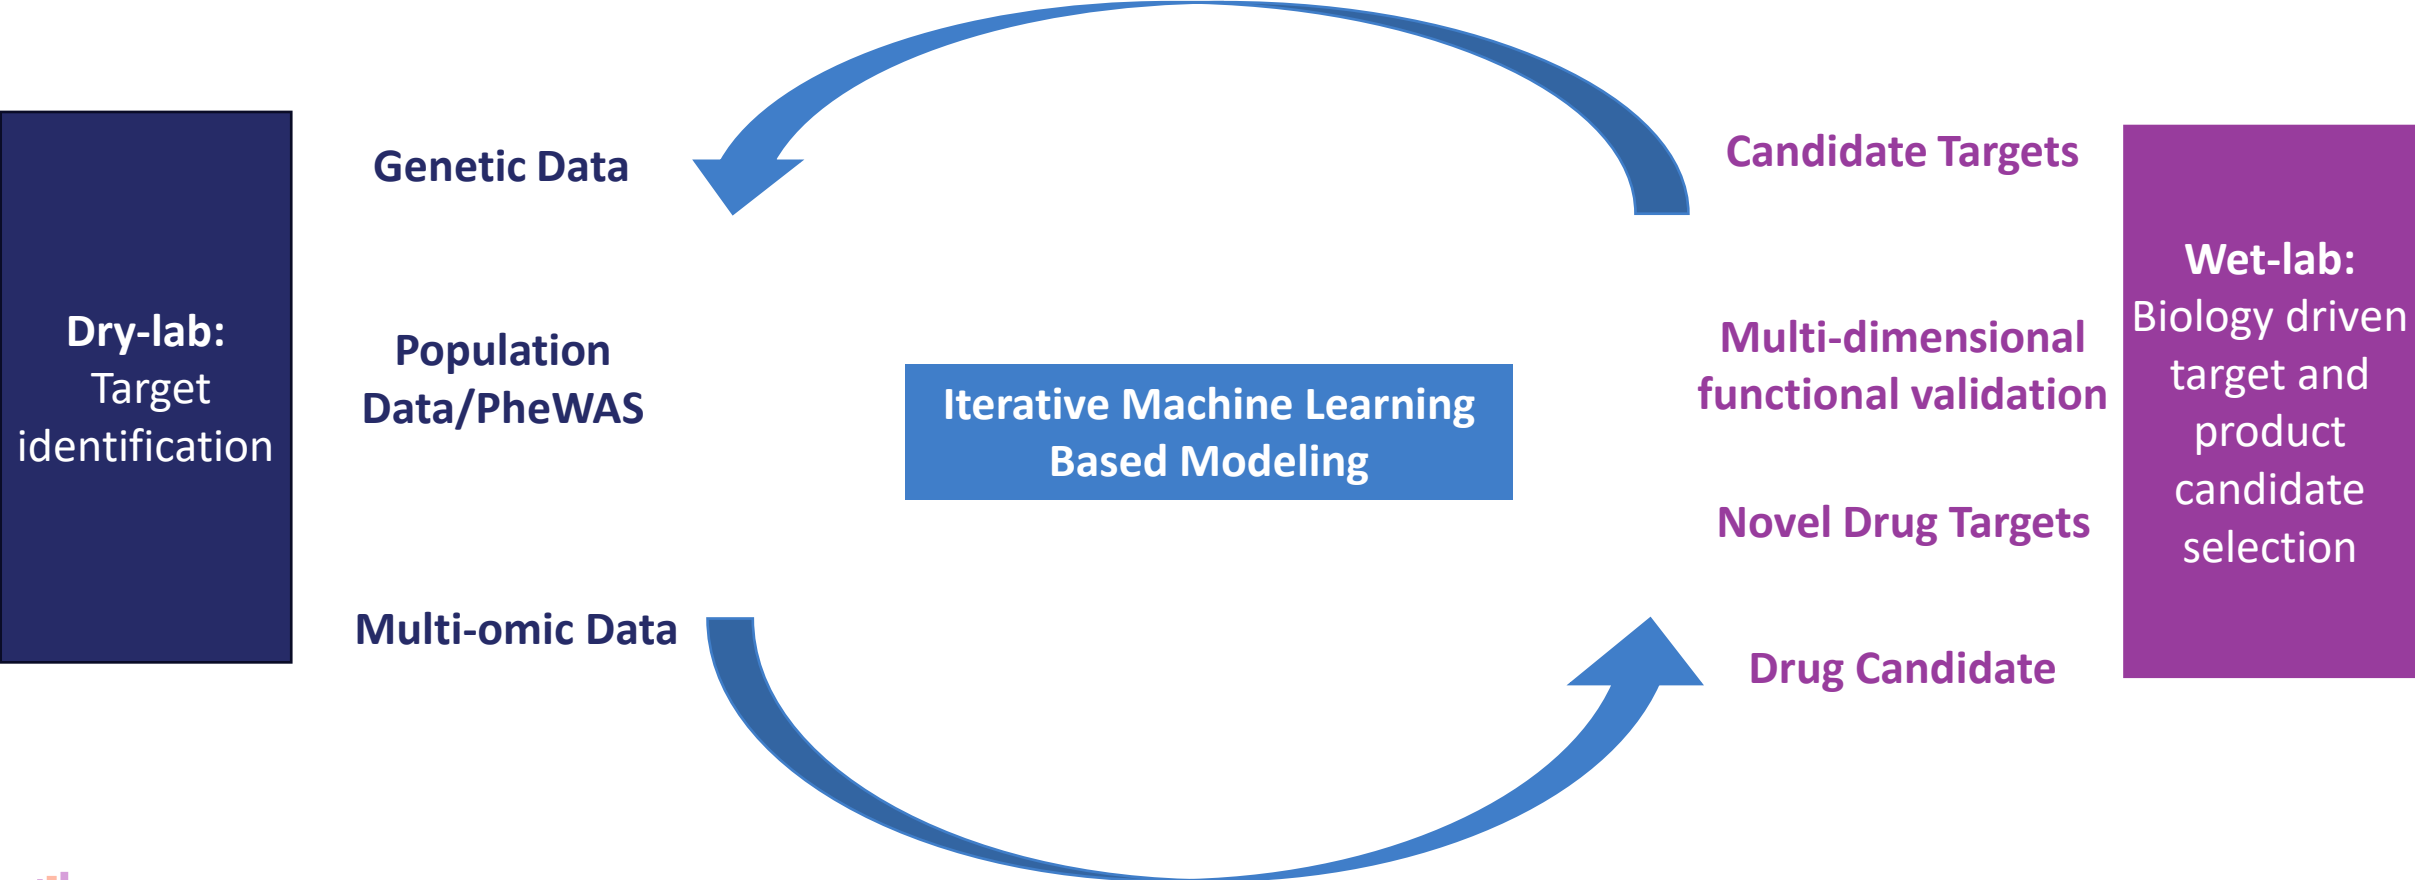 Dry-lab:
Target
identification
Genetic Data
Population
Data/PheWAS
Multi-omic Data
Iterative Machine Learning
Based Modeling
Candidate Targets
Multi-dimensional
functional validation
Novel Drug Targets
Drug Candidate
Wet-lab:
Biology driven
target and
product
candidate
selection